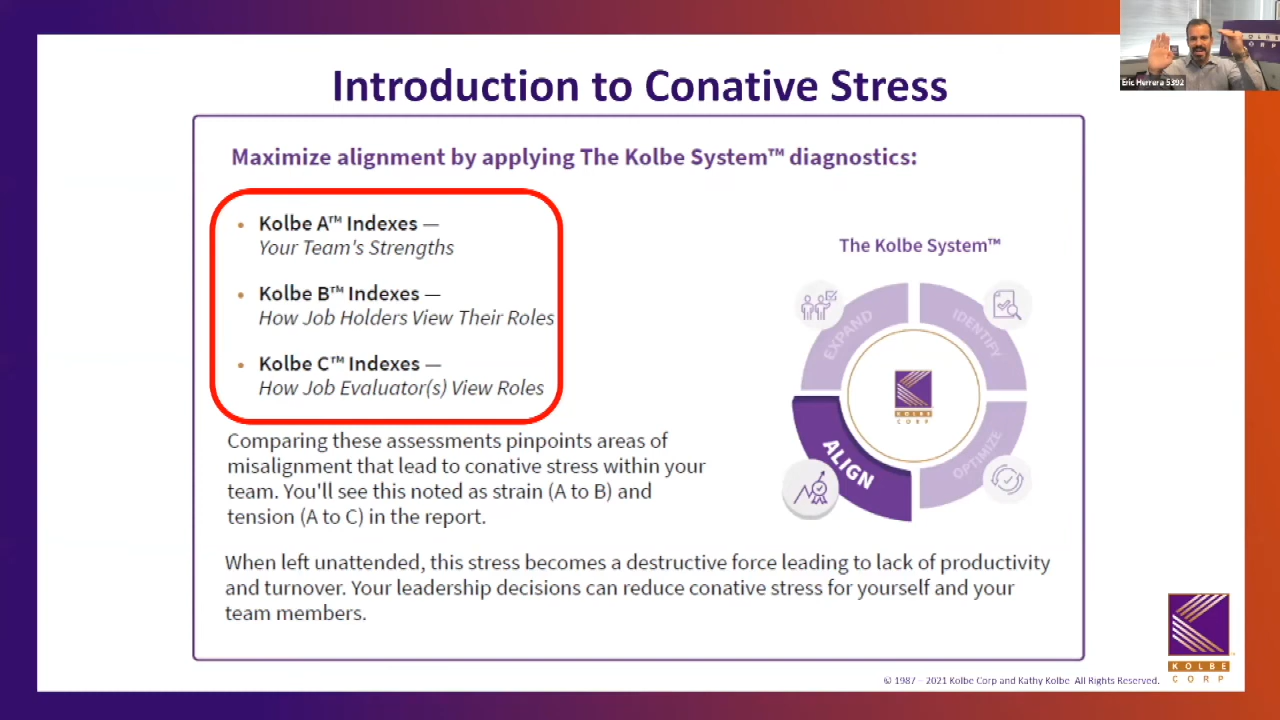 Introduction to Conative Stress
Eric Herrera 5392
Maximize alignment by applying The Kolbe System™ diagnostics:
• Kolbe A™ Indexes —
Your Team's Strengths
• Kolbe B™ Indexes —
How Job Holders View Their Roles
• Kolbe C™ Indexes —
How Job Evaluator(s) View Roles
The Kolbe System™
EXPAND
IDENTIFY
ALIGN
OPTIMIZE
KOLBE
CORP
Comparing these assessments pinpoints areas of
misalignment that lead to conative stress within your
team. You'll see this noted as strain (A to B) and
tension (A to C) in the report.
When left unattended, this stress becomes a destructive force leading to lack of productivity
and turnover. Your leadership decisions can reduce conative stress for yourself and your
team members.
KOLBE
CORP
© 1987 – 2021 Kolbe Corp and Kathy Kolbe All Rights Reserved.